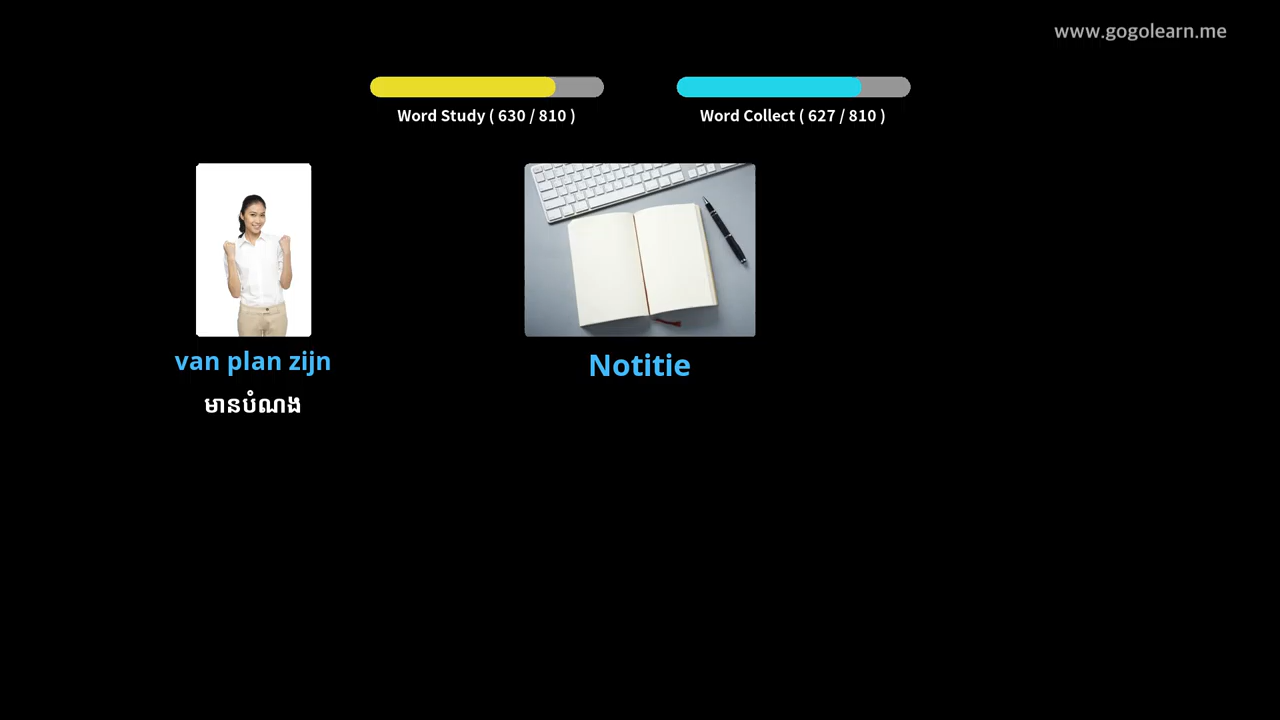 www.gogolearn.me
Word Study ( 630 / 810 )
Word Collect ( 627 / 810 )
van plan zijn
មានបំណង
Notitie